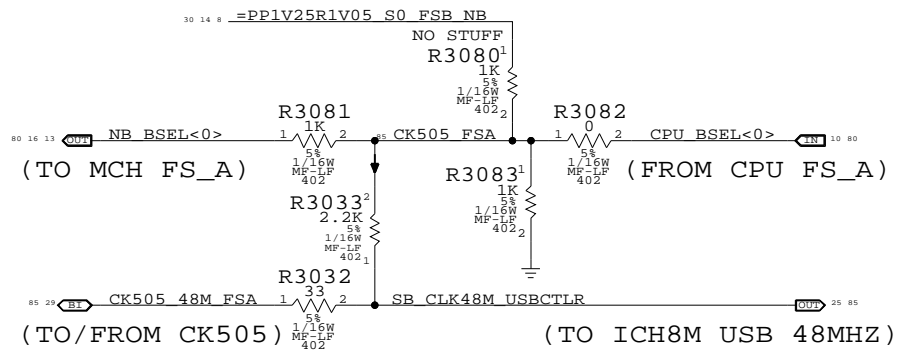 30 14 8 =PP1V25R1V05_S0_FSB_NB
NO STUFF
R3080 1
1K
5%
1/16W
MF-LF
402 2
R3081
1K
1 2
5%
1/16W
MF-LF
402
R3082
0
1 2
5%
1/16W
MF-LF
402
80 16 13 OUT NB_BSEL<0>
85 CK505_FSA
CPU_BSEL<0> IN 10 80
(TO MCH FS_A)
(FROM CPU FS_A)
R3083 1
1K
5%
1/16W
MF-LF
402 2
R3033 2
2.2K
5%
1/16W
MF-LF
402 1
R3032
33
1 2
5%
1/16W
MF-LF
402
85 29 BI CK505_48M_FSA
SB_CLK48M_USBCTLR OUT 25 85
(TO/FROM CK505)
(TO ICH8M USB 48MHZ)